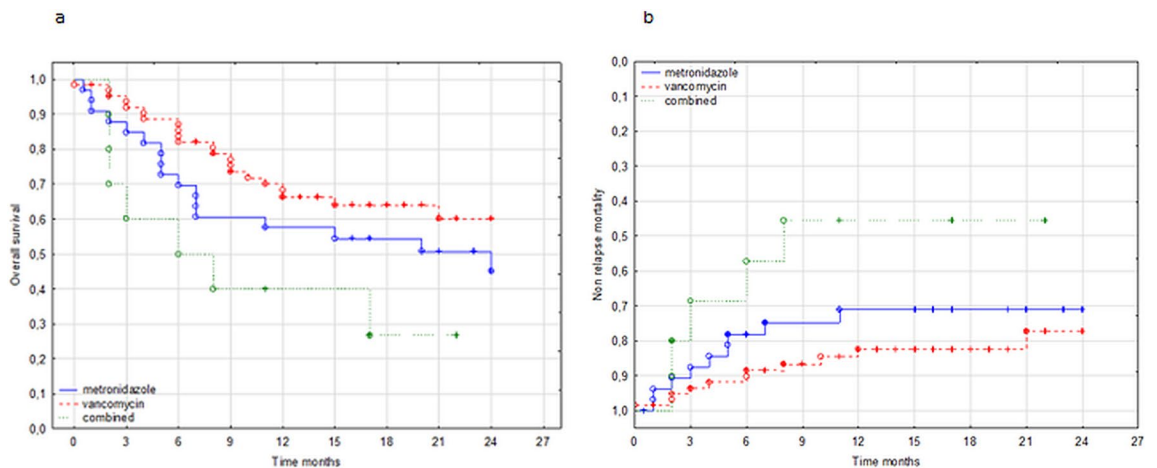 a
b
1,0
0,9
0,8
0,7
0,6
0,5
0,4
0,3
0,2
0,1
0,0
Overall survival
metronidazole
vancomycin
combined
0 3 6 9 12 15 18 21 24 27
Time months
0,0
0,1
0,2
0,3
0,4
0,5
0,6
0,7
0,8
0,9
1,0
Non relapse mortality
metronidazole
vancomycin
combined
0 3 6 9 12 15 18 21 24 27
Time months